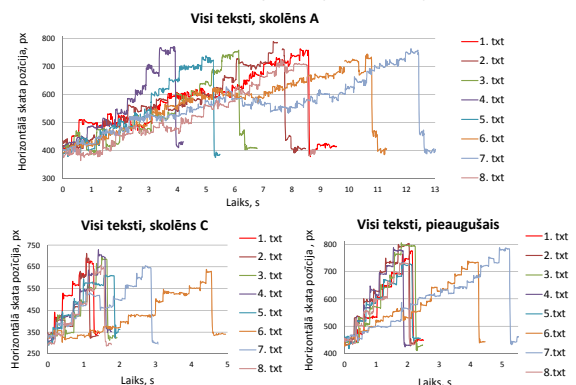 Visi teksti, skolēns A
Horizontālā skata pozīcija, px
800
700
600
500
400
300
0 1 2 3 4 5 6 7 8 9 10 11 12 13
Laiks, s
1. txt
2. txt
3. txt
4. txt
5. txt
6. txt
7. txt
8. txt
Visi teksti, skolēns C
Horizontālā skata pozīcija, px
750
650
550
450
350
250
0 1 2 3 4 5
Laiks, s
1. txt
2. txt
3. txt
4. txt
5. txt
6. txt
7. txt
8. txt
Visi teksti, pieaugušais
Horizontālā skata pozīcija , px
800
700
600
500
400
0 1 2 3 4 5
Laiks, s
1. txt
2. txt
3. txt
4. txt
5. txt
6. txt
7. txt
8. txt